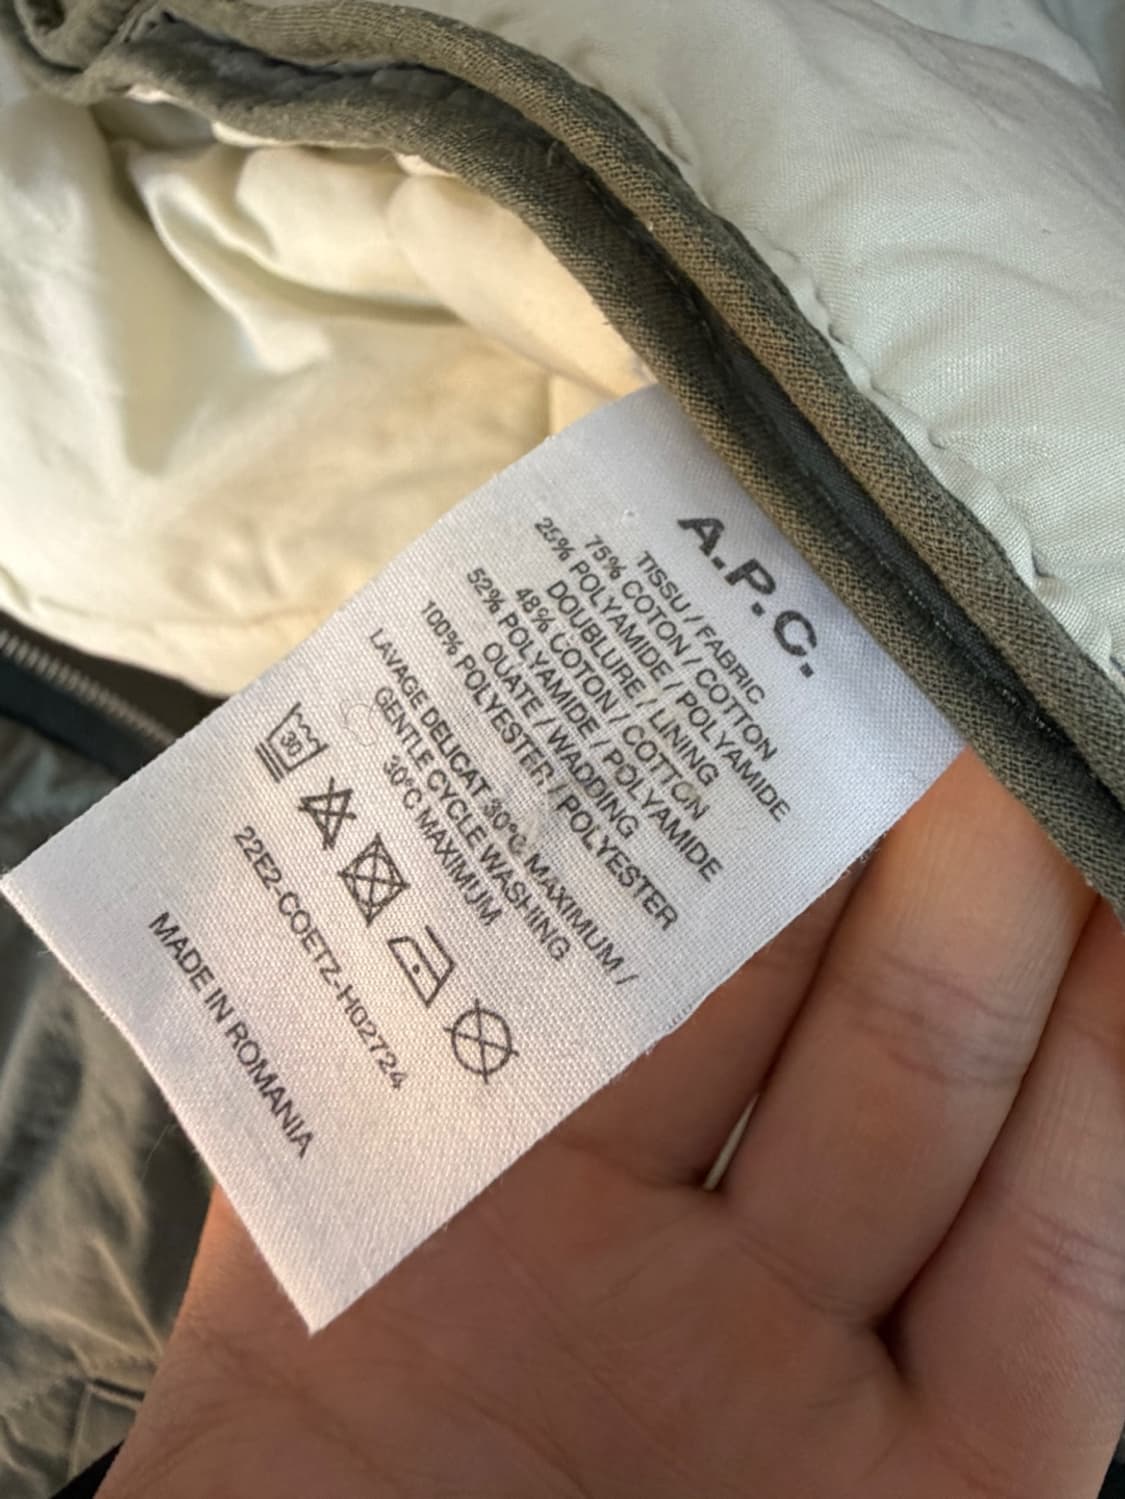 A.P.C.
TISSU / FABRIC
75% COTON / COTTON
25% POLYAMIDE / POLYAMIDE
DOUBLURE / LINING
48% COTON / COTTON
52% POLYAMIDE / POLYAMIDE
OUATE / WADDING
100% POLYESTER / POLYESTER
LAVAGE DELICAT 30°C MAXIMUM /
GENTLE CYCLE WASHING
30°C MAXIMUM
30
22E2-COETZ-H02724
MADE IN ROMANIA